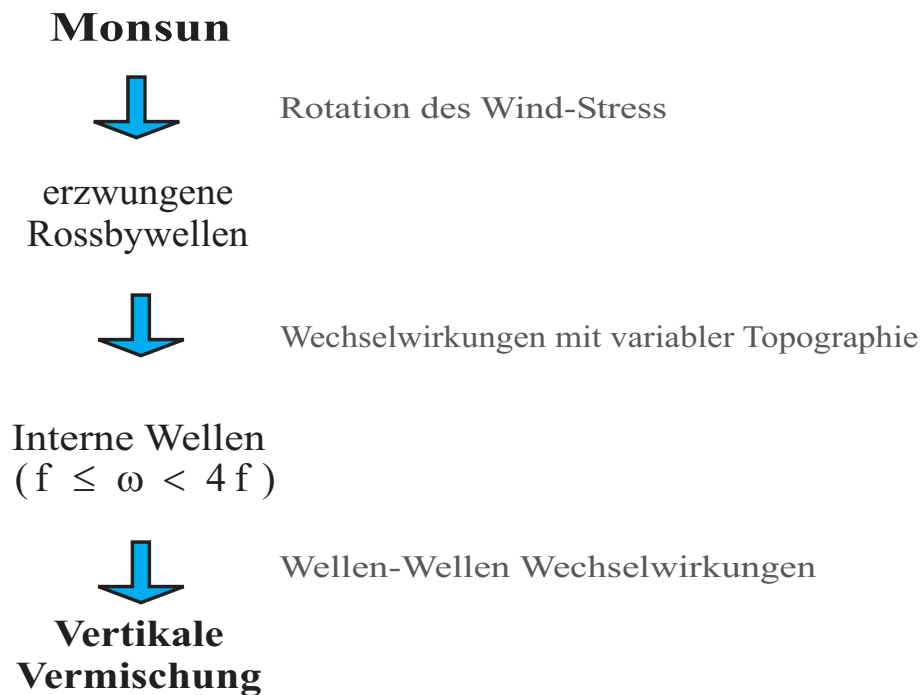 Monsun
Rotation des Wind-Stress
erzwungene
Rossbywellen
Wechselwirkungen mit variabler Topographie
Interne Wellen
( f ≤ ω < 4 f )
Wellen-Wellen Wechselwirkungen
Vertikale
Vermischung